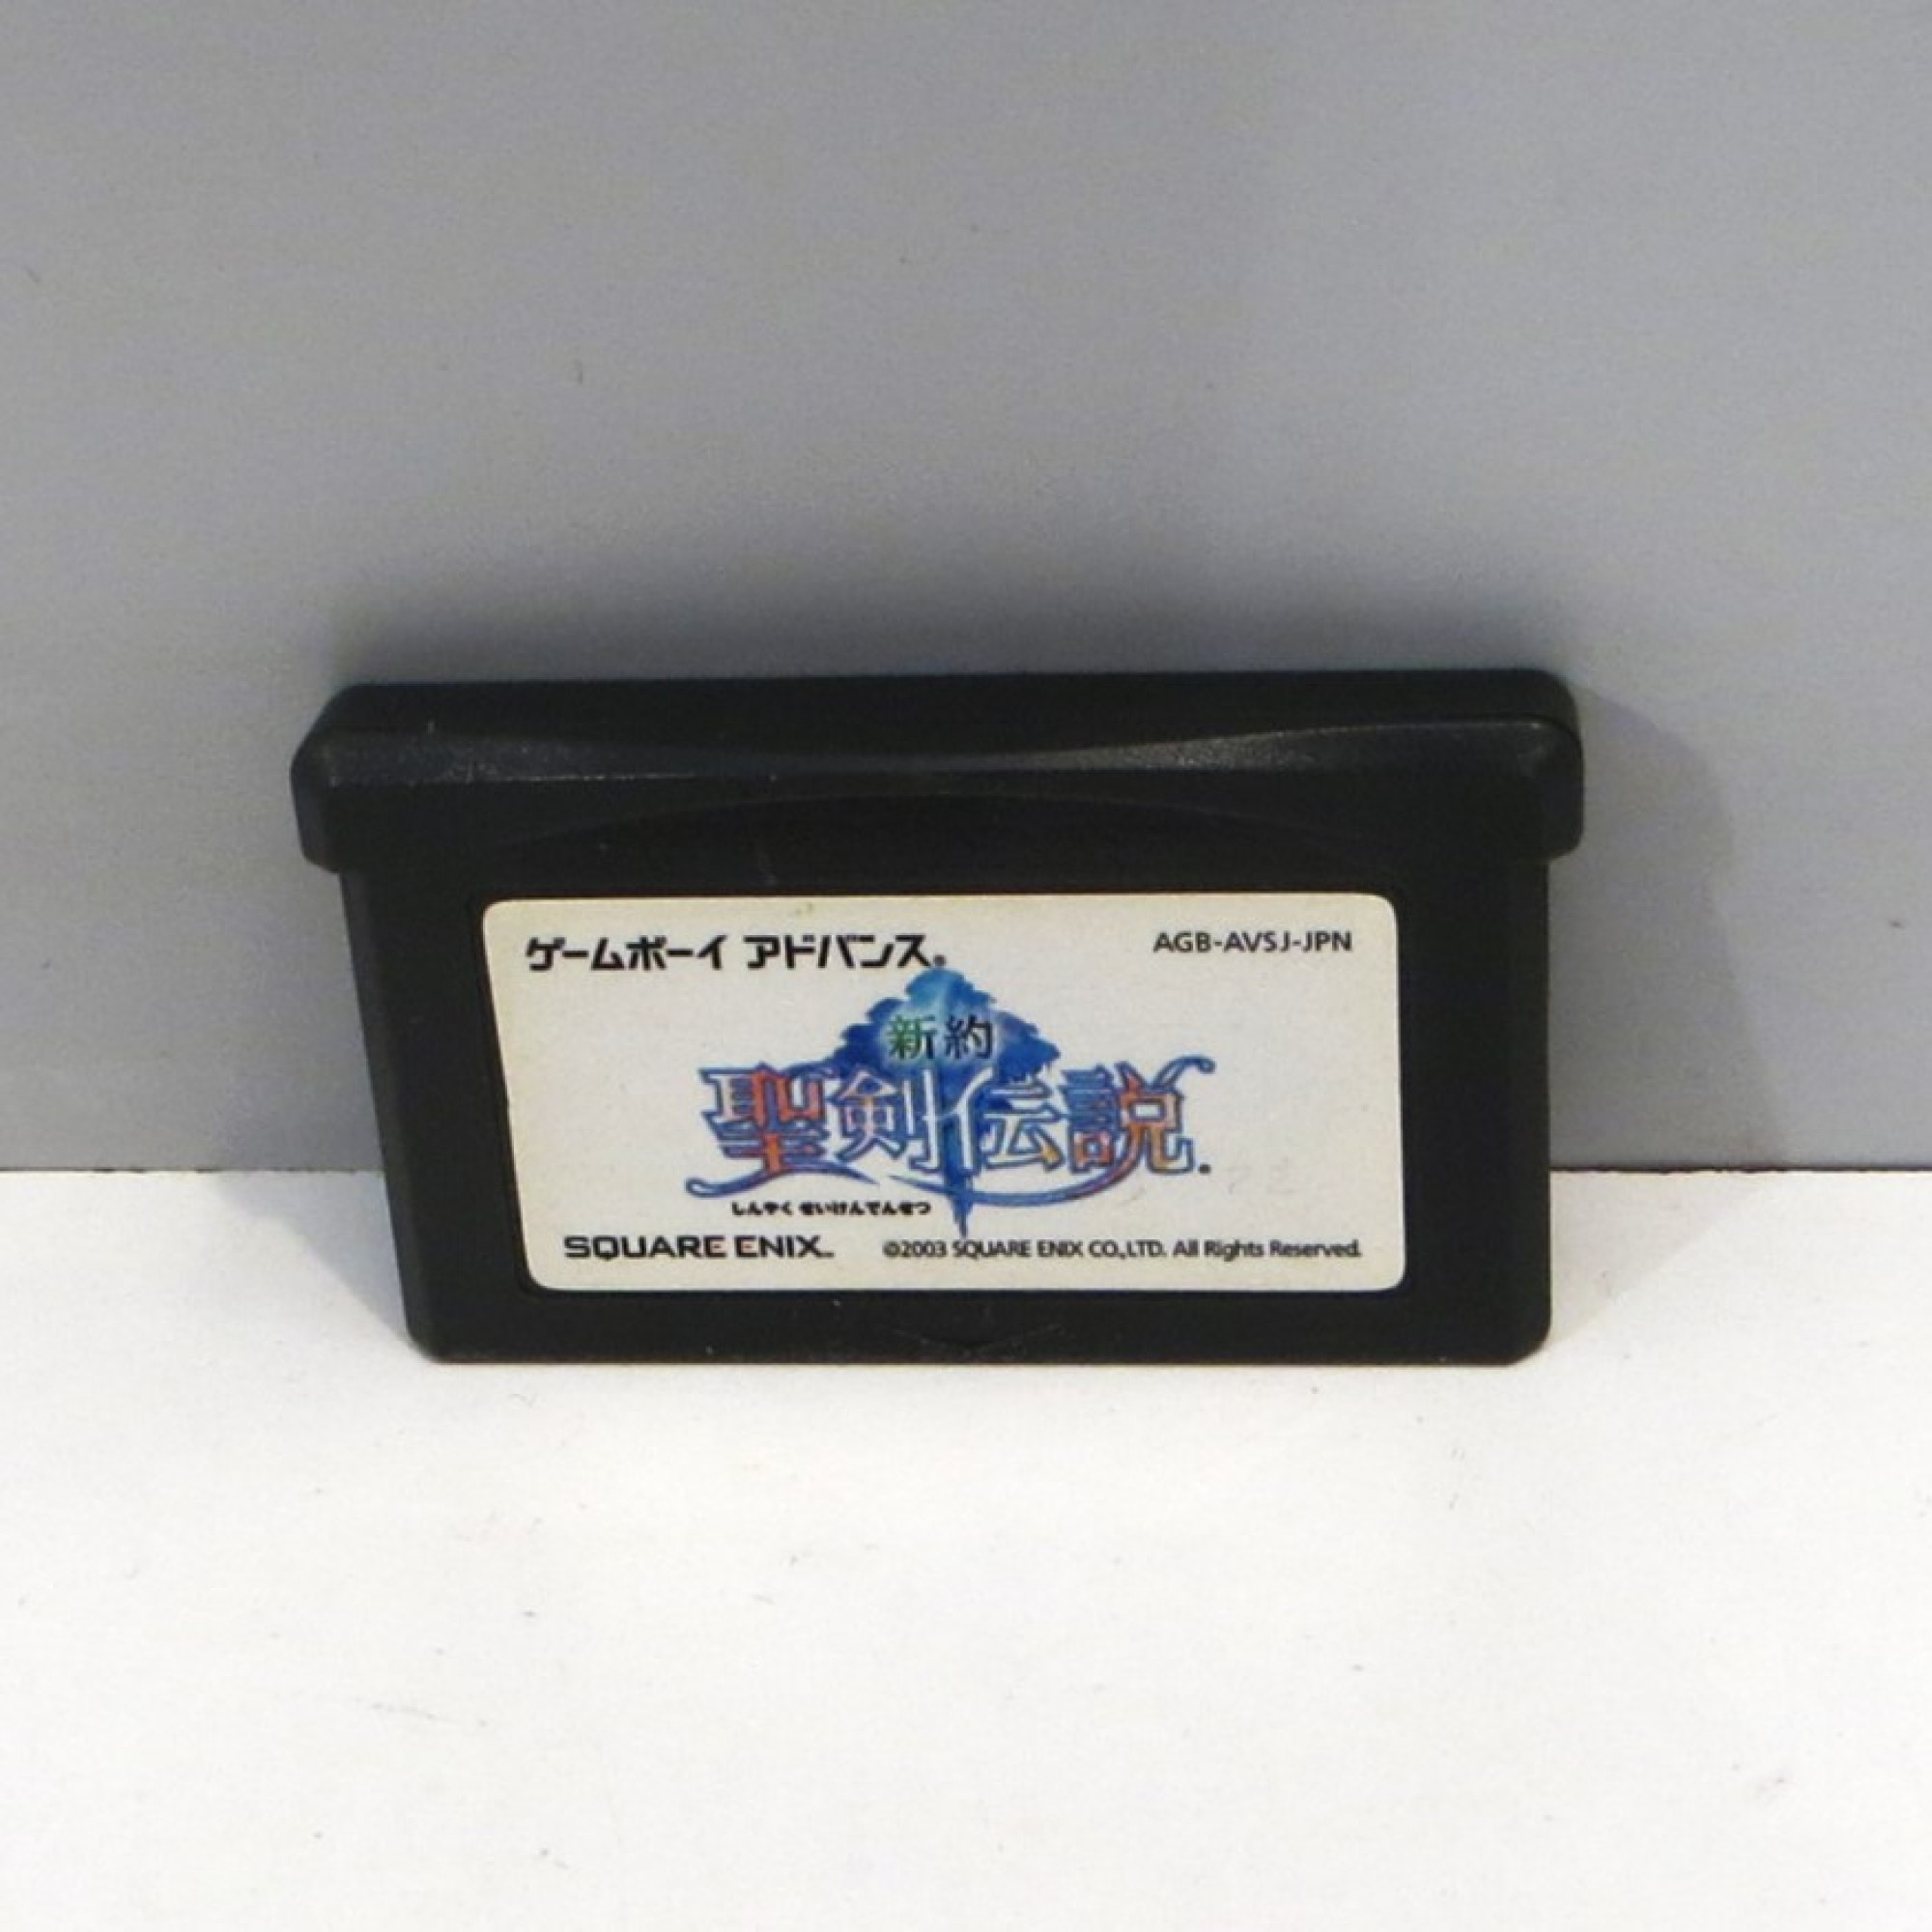 ゲームボーイ アドバンス®
AGB-AVSJ-JPN
新約
聖剣伝説®
しんやく せいけんでんせつ
SQUARE ENIX™
©2003 SQUARE ENIX CO.,LTD. All Rights Reserved.